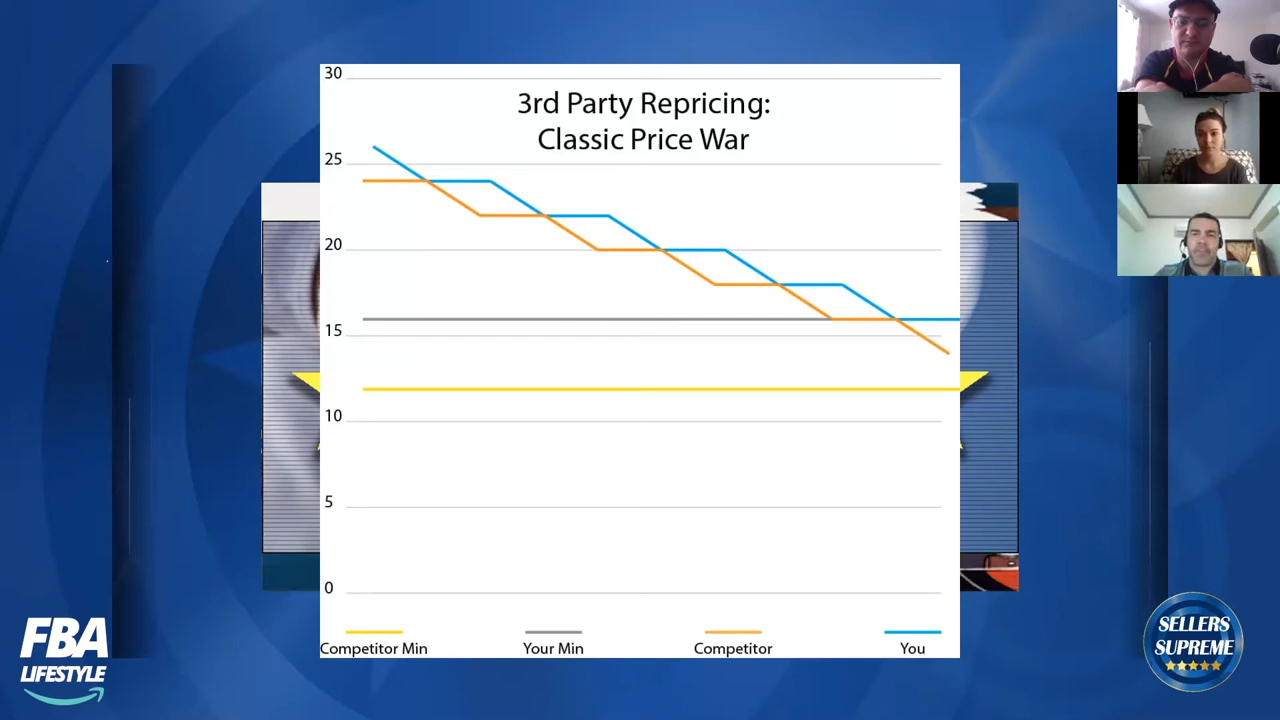 30
3rd Party Repricing:
Classic Price War
25
20
15
10
5
0
Competitor Min
Your Min
Competitor
You
FBA
LIFESTYLE
SELLERS
SUPREME